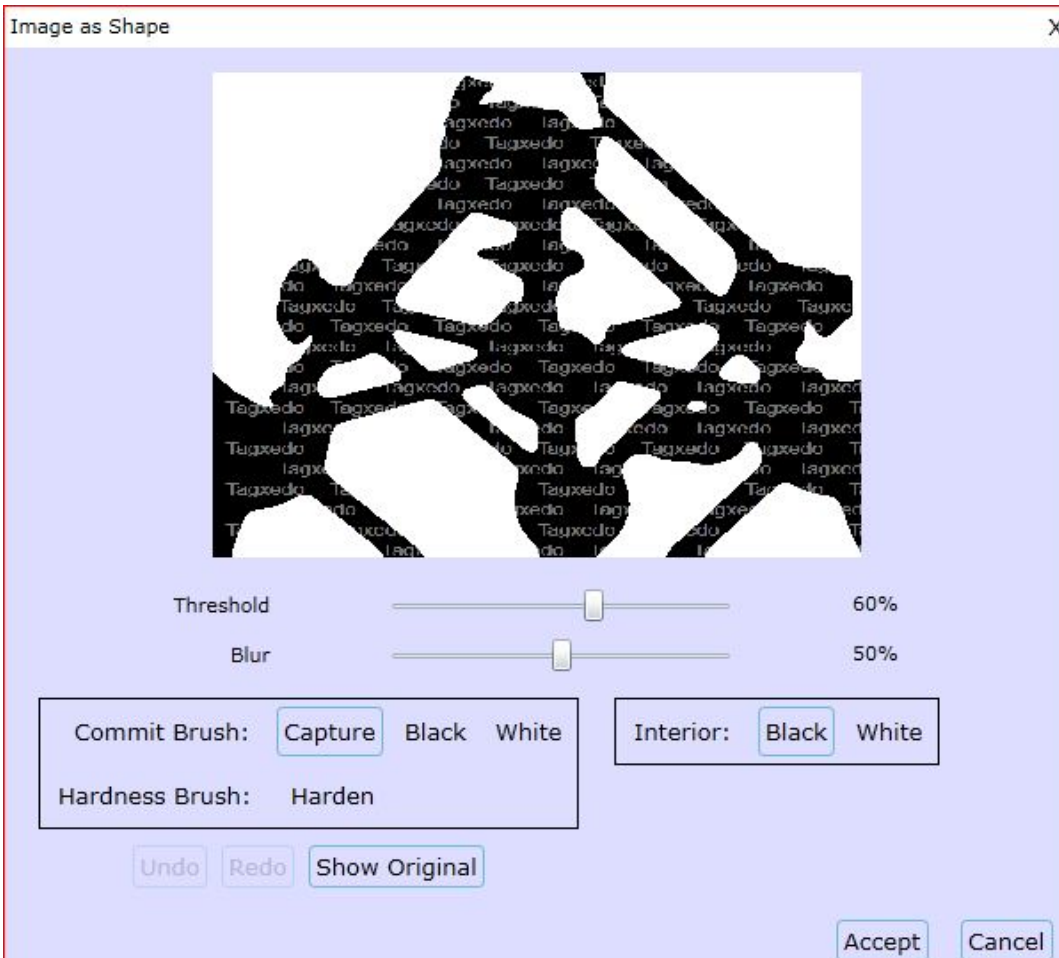 Image as Shape X
Tagxedo
Threshold 60%
Blur 50%
Commit Brush: Capture Black White Interior: Black White
Hardness Brush: Harden
Undo Redo Show Original
Accept Cancel